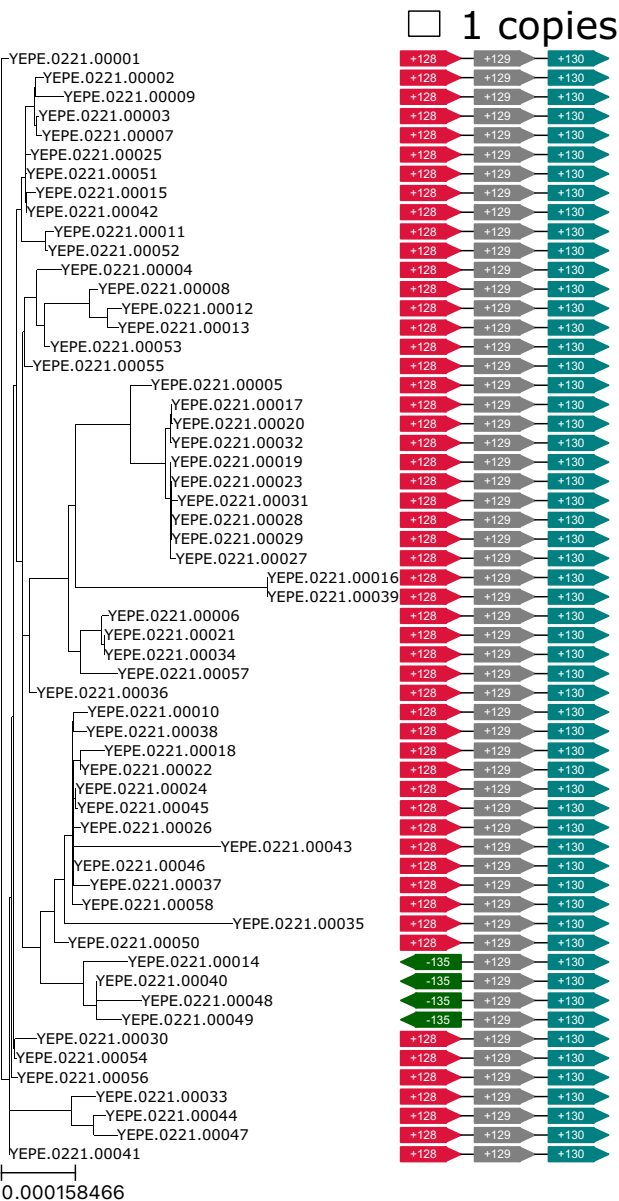 1 copies
YEPE.0221.00001 +128 +129 +130
YEPE.0221.00002 +128 +129 +130
YEPE.0221.00009 +128 +129 +130
YEPE.0221.00003 +128 +129 +130
YEPE.0221.00007 +128 +129 +130
YEPE.0221.00025 +128 +129 +130
YEPE.0221.00051 +128 +129 +130
YEPE.0221.00015 +128 +129 +130
YEPE.0221.00042 +128 +129 +130
YEPE.0221.00011 +128 +129 +130
YEPE.0221.00052 +128 +129 +130
YEPE.0221.00004 +128 +129 +130
YEPE.0221.00008 +128 +129 +130
YEPE.0221.00012 +128 +129 +130
YEPE.0221.00013 +128 +129 +130
YEPE.0221.00053 +128 +129 +130
YEPE.0221.00055 +128 +129 +130
YEPE.0221.00005 +128 +129 +130
YEPE.0221.00017 +128 +129 +130
YEPE.0221.00020 +128 +129 +130
YEPE.0221.00032 +128 +129 +130
YEPE.0221.00019 +128 +129 +130
YEPE.0221.00023 +128 +129 +130
YEPE.0221.00031 +128 +129 +130
YEPE.0221.00028 +128 +129 +130
YEPE.0221.00029 +128 +129 +130
YEPE.0221.00027 +128 +129 +130
YEPE.0221.00016 +128 +129 +130
YEPE.0221.00039 +128 +129 +130
YEPE.0221.00006 +128 +129 +130
YEPE.0221.00021 +128 +129 +130
YEPE.0221.00034 +128 +129 +130
YEPE.0221.00057 +128 +129 +130
YEPE.0221.00036 +128 +129 +130
YEPE.0221.00010 +128 +129 +130
YEPE.0221.00038 +128 +129 +130
YEPE.0221.00018 +128 +129 +130
YEPE.0221.00022 +128 +129 +130
YEPE.0221.00024 +128 +129 +130
YEPE.0221.00045 +128 +129 +130
YEPE.0221.00026 +128 +129 +130
YEPE.0221.00043 +128 +129 +130
YEPE.0221.00046 +128 +129 +130
YEPE.0221.00037 +128 +129 +130
YEPE.0221.00058 +128 +129 +130
YEPE.0221.00035 +128 +129 +130
YEPE.0221.00050 +128 +129 +130
YEPE.0221.00014 -135 +129 +130
YEPE.0221.00040 -135 +129 +130
YEPE.0221.00048 -135 +129 +130
YEPE.0221.00049 -135 +129 +130
YEPE.0221.00030 +128 +129 +130
YEPE.0221.00054 +128 +129 +130
YEPE.0221.00056 +128 +129 +130
YEPE.0221.00033 +128 +129 +130
YEPE.0221.00044 +128 +129 +130
YEPE.0221.00047 +128 +129 +130
YEPE.0221.00041 +128 +129 +130
0.000158466